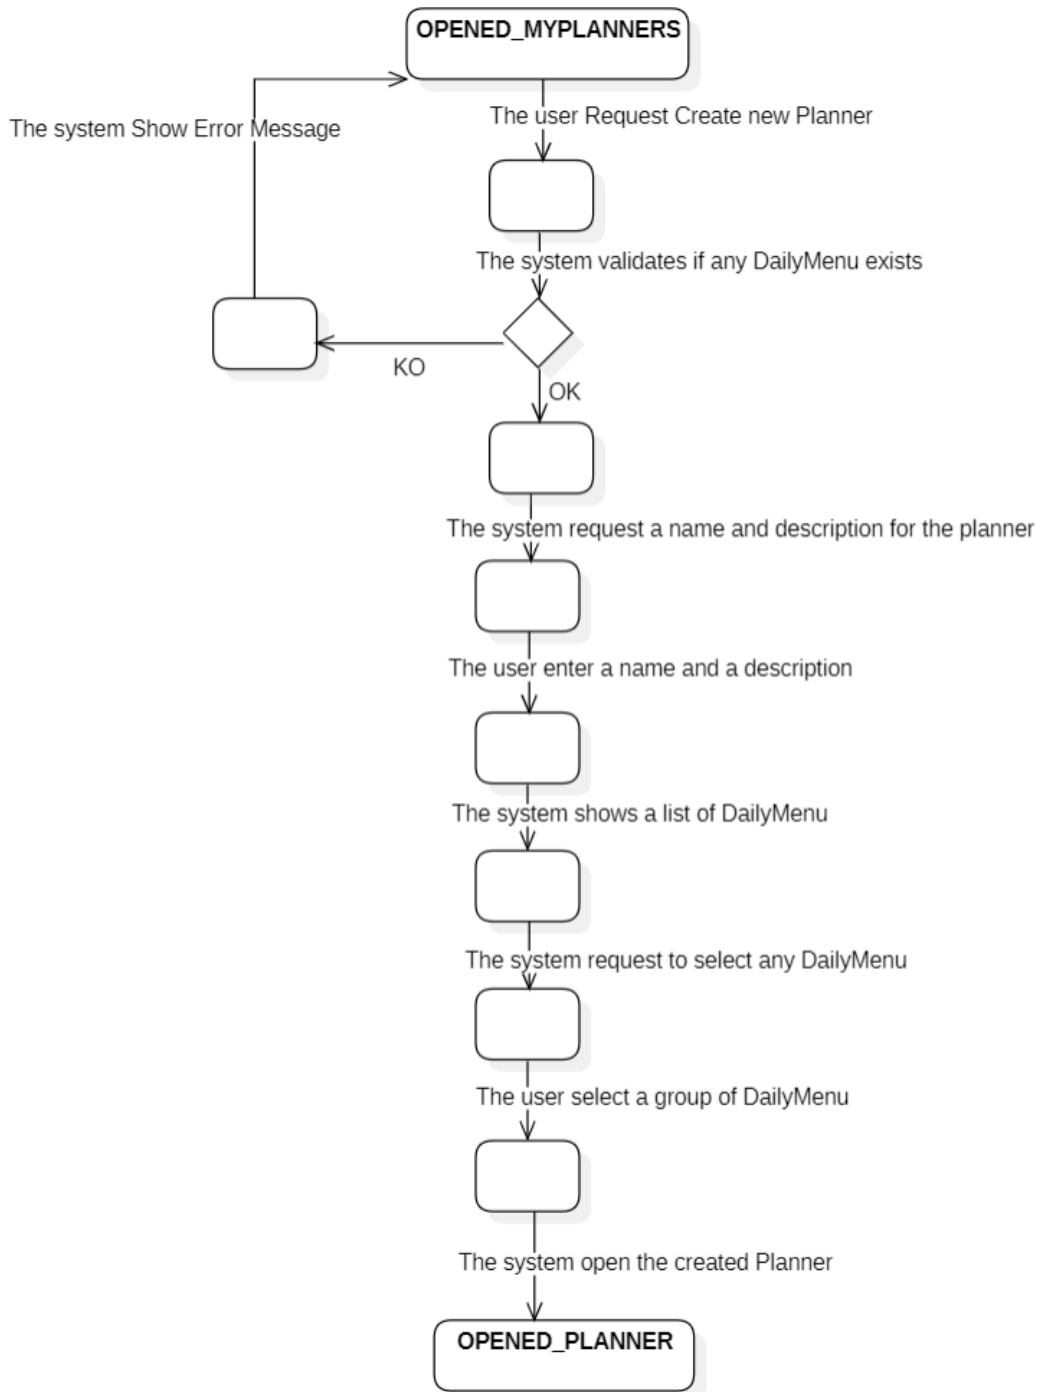 OPENED_MYPLANNERS
The user Request Create new Planner
The system Show Error Message
The system validates if any DailyMenu exists
KO
OK
The system request a name and description for the planner
The user enter a name and a description
The system shows a list of DailyMenu
The system request to select any DailyMenu
The user select a group of DailyMenu
The system open the created Planner
OPENED_PLANNER